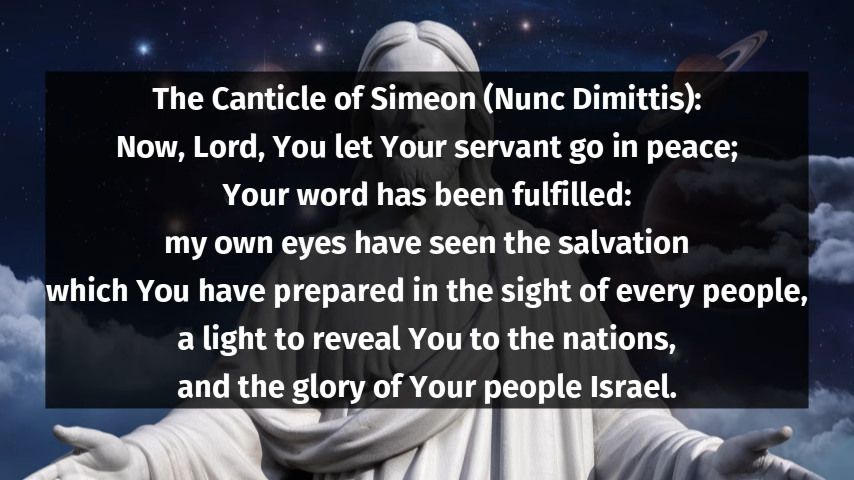 The Canticle of Simeon (Nunc Dimittis):
Now, Lord, You let Your servant go in peace;
Your word has been fulfilled:
my own eyes have seen the salvation
which You have prepared in the sight of every people,
a light to reveal You to the nations,
and the glory of Your people Israel.